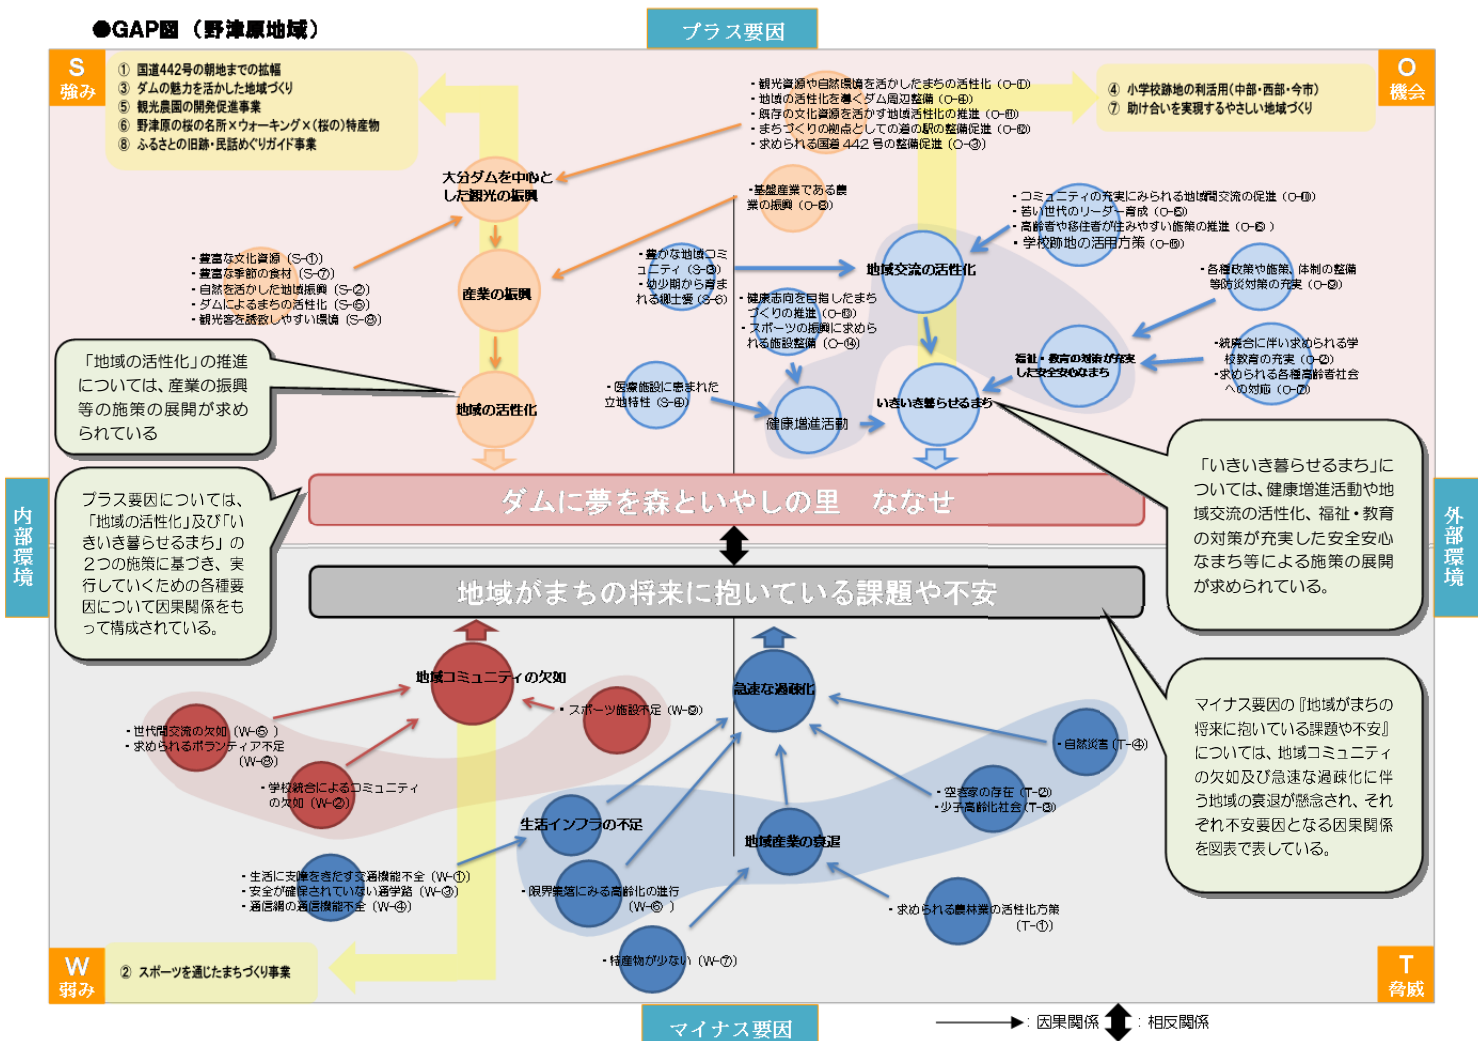 ●GAP図（野津原地域）
プラス要因
S
強み
① 国道442号の朝地までの拡幅
③ ダムの魅力を活かした地域づくり
⑤ 観光農園の開発促進事業
⑥ 野津原の桜の名所×ウォーキング×(桜の)特産物
⑧ ふるさとの旧跡・民話めぐりガイド事業
・観光資源や自然環境を活かしたまちの活性化（O-①）
・地域の活性化を導くダム周辺整備（O-④）
・既存の文化資源を活かす地域活性化の推進（O-⑪）
・まちづくりの拠点としての道の駅の整備促進（O-⑫）
・求められる国道442号の整備促進（O-③）
O
機会
④ 小学校跡地の利活用(中部・西部・今市)
⑦ 助け合いを実現するやさしい地域づくり
大分ダムを中心と
した観光の振興
・基盤産業である農
業の振興（O-⑧）
・コミュニティの充実にみられる地域間交流の促進（O-⑩）
・若い世代のリーダー育成（O-⑤）
・高齢者や移住者が住みやすい施策の推進（O-⑥）
・学校跡地の活用方策（O-⑮）
・豊富な文化資源（S-①）
・豊富な季節の食材（S-⑦）
・自然を活かした地域振興（S-②）
・ダムによるまちの活性化（S-⑥）
・観光客を誘致しやすい環境（S-⑧）
産業の振興
・豊かな地域コミ
ュニティ（S-③）
・幼少期から育ま
れる郷土愛（S-5）
地域交流の活性化
・各種政策や施策、体制の整備
等防災対策の充実（O-⑨）
・健康志向を目指したまち
づくりの推進（O-⑬）
・スポーツの振興に求めら
れる施設整備（O-⑭）
福祉・教育の対策が充実
した安全安心なまち
・統廃合に伴い求められる学
校教育の充実（O-②）
・求められる各種高齢者社会
への対応（O-⑦）
「地域の活性化」の推進
については、産業の振興
等の施策の展開が求め
られている
地域の活性化
・医療施設に恵まれた
立地特性（S-④）
健康増進活動
いきいき暮らせるまち
プラス要因については、
「地域の活性化」及び「い
きいき暮らせるまち」の
２つの施策に基づき、実
行していくための各種要
因について因果関係をも
って構成されている。
ダムに夢を森といやしの里　ななせ
「いきいき暮らせるまち」に
ついては、健康増進活動や地
域交流の活性化、福祉・教育
の対策が充実した安全安心
なまち等による施策の展開
が求められている。
内部環境
外部環境
地域がまちの将来に抱いている課題や不安
地域コミュニティの欠如
急速な過疎化
・世代間交流の欠如（W-⑤）
・求められるボランティア不足
（W-⑧）
・スポーツ施設不足（W-⑨）
・自然災害（T-④）
マイナス要因の『地域がまちの
将来に抱いている課題や不安』
については、地域コミュニティ
の欠如及び急速な過疎化に伴
う地域の衰退が懸念され、それ
ぞれ不安要因となる因果関係
を図表で表している。
・学校統合によるコミュニティ
の欠如（W-②）
・空き家の存在（T-②）
・少子高齢化社会（T-③）
生活インフラの不足
地域産業の衰退
・生活に支障をきたす交通機能不全（W-①）
・安全が確保されていない通学路（W-③）
・通信網の通信機能不全（W-④）
・限界集落にみる高齢化の進行
（W-⑥）
・求められる農林業の活性化方策
（T-①）
・特産物が少ない（W-⑦）
W
弱み
② スポーツを通じたまちづくり事業
T
脅威
マイナス要因
：因果関係
：相反関係